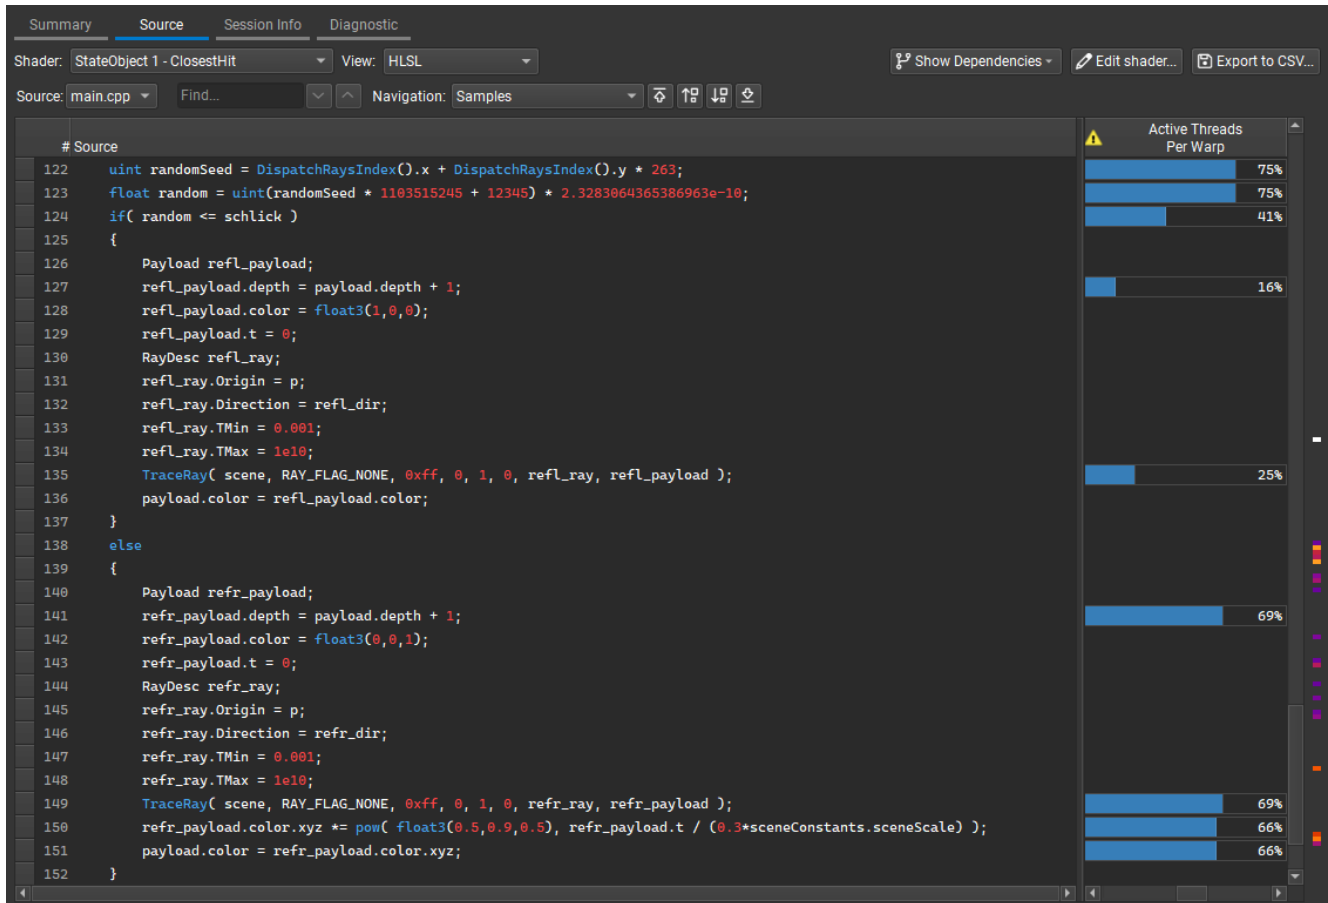 Summary Source Session Info Diagnostic
Shader: StateObject 1 - ClosestHit View: HLSL Show Dependencies Edit shader... Export to CSV...
Source: main.cpp Find... Navigation: Samples
# Source Active Threads Per Warp
122 uint randomSeed = DispatchRaysIndex().x + DispatchRaysIndex().y * 263; 75%
123 float random = uint(randomSeed * 1103515245 + 12345) * 2.3283064365386963e-10; 75%
124 if( random <= schlick ) 41%
125 {
126 Payload refl_payload;
127 refl_payload.depth = payload.depth + 1; 16%
128 refl_payload.color = float3(1,0,0);
129 refl_payload.t = 0;
130 RayDesc refl_ray;
131 refl_ray.Origin = p;
132 refl_ray.Direction = refl_dir;
133 refl_ray.TMin = 0.001;
134 refl_ray.TMax = 1e10;
135 TraceRay( scene, RAY_FLAG_NONE, 0xff, 0, 1, 0, refl_ray, refl_payload ); 25%
136 payload.color = refl_payload.color;
137 }
138 else
139 {
140 Payload refr_payload;
141 refr_payload.depth = payload.depth + 1; 69%
142 refr_payload.color = float3(0,0,1);
143 refr_payload.t = 0;
144 RayDesc refr_ray;
145 refr_ray.Origin = p;
146 refr_ray.Direction = refr_dir;
147 refr_ray.TMin = 0.001;
148 refr_ray.TMax = 1e10;
149 TraceRay( scene, RAY_FLAG_NONE, 0xff, 0, 1, 0, refr_ray, refr_payload ); 69%
150 refr_payload.color.xyz *= pow( float3(0.5,0.9,0.5), refr_payload.t / (0.3*sceneConstants.sceneScale) ); 66%
151 payload.color = refr_payload.color.xyz; 66%
152 }